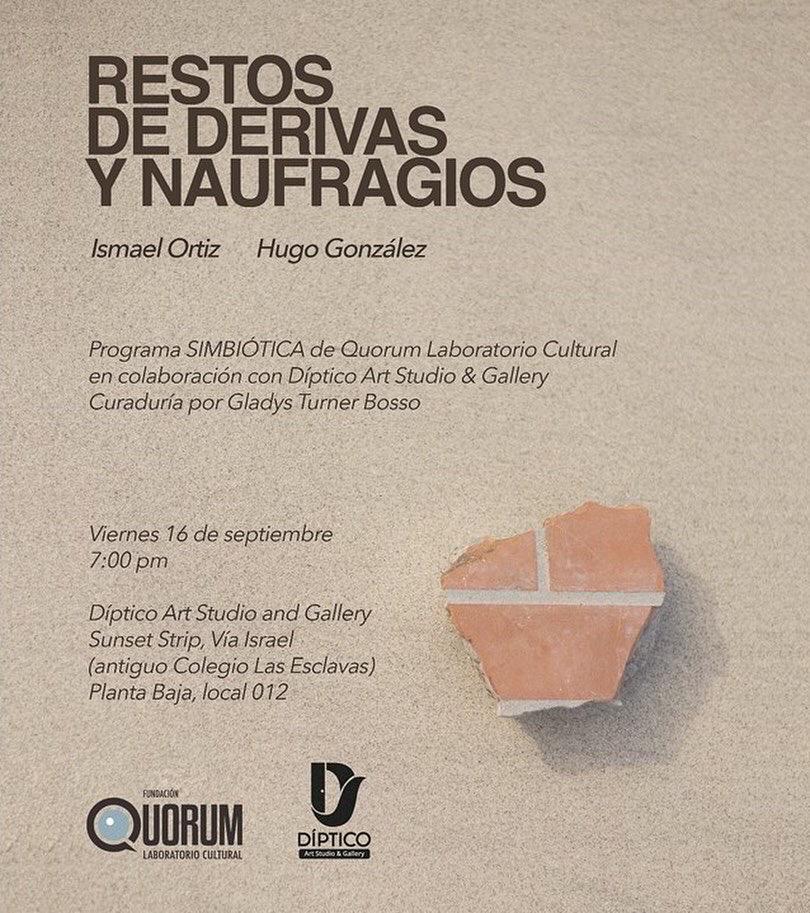 RESTOS
DE DERIVAS
Y NAUFRAGIOS
Ismael Ortiz Hugo González
Programa SIMBIÓTICA de Quorum Laboratorio Cultural
en colaboración con Díptico Art Studio & Gallery
Curaduría por Gladys Turner Bosso
Viernes 16 de septiembre
7:00 pm
Díptico Art Studio and Gallery
Sunset Strip, Vía Israel
(antiguo Colegio Las Esclavas)
Planta Baja, local 012
FUNDACIÓN
QUORUM
LABORATORIO CULTURAL
DÍPTICO
Art Studio & Gallery